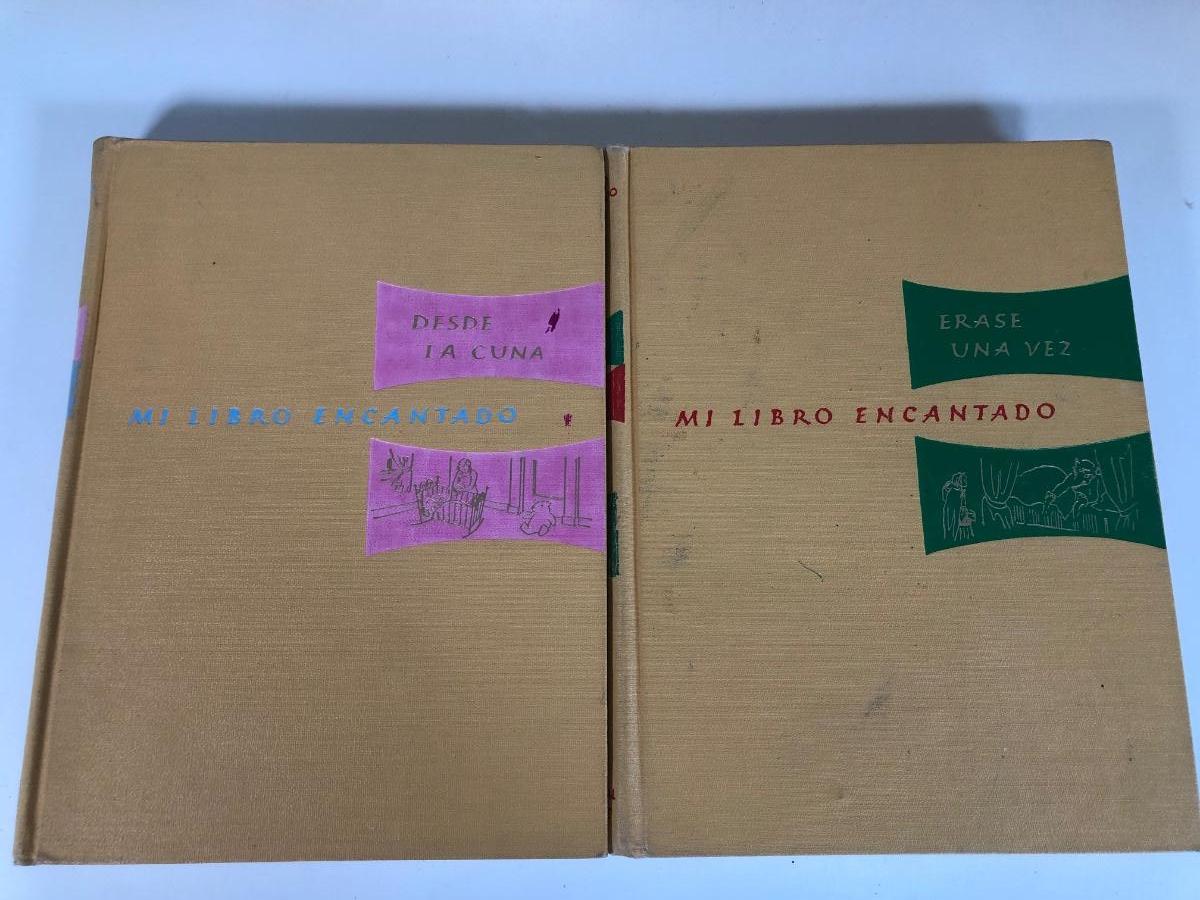 DESDE
LA CUNA
MI LIBRO ENCANTADO
ERASE
UNA VEZ
MI LIBRO ENCANTADO